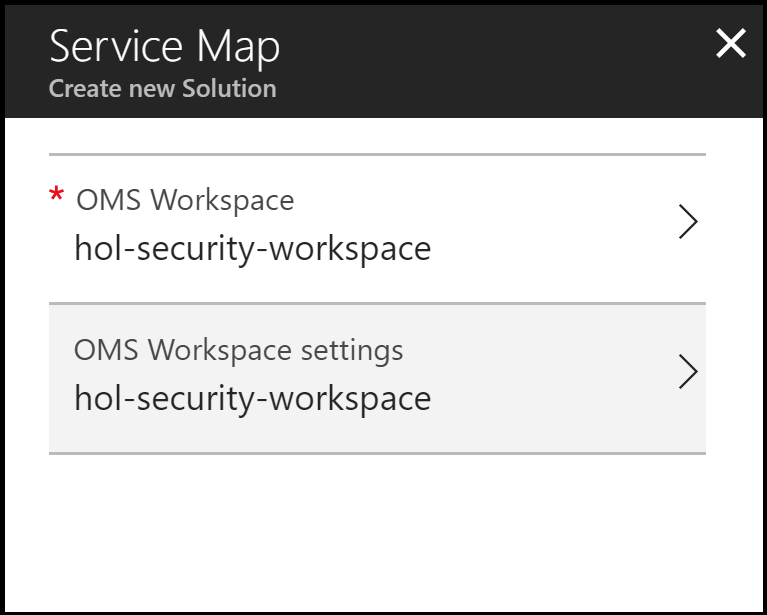 Service Map
Create new Solution
* OMS Workspace
hol-security-workspace
OMS Workspace settings
hol-security-workspace